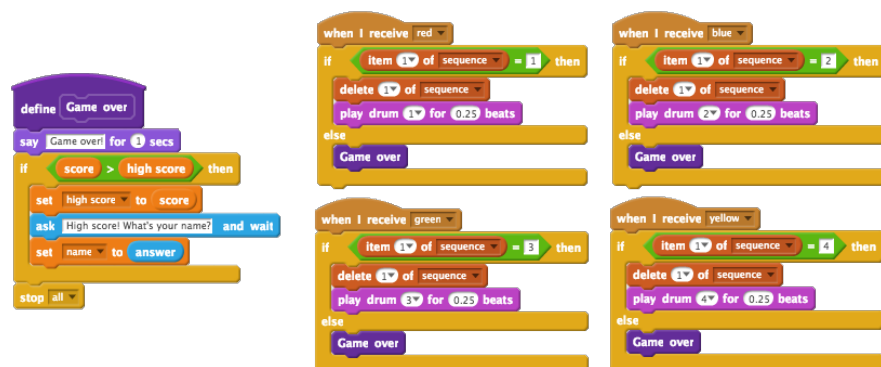 define Game over
say Game over! for 1 secs
if score > high score then
set high score to score
ask High score! What's your name? and wait
set name to answer
stop all
when I receive red
if item 1 of sequence = 1 then
delete 1 of sequence
play drum 1 for 0.25 beats
else
Game over
when I receive blue
if item 1 of sequence = 2 then
delete 1 of sequence
play drum 2 for 0.25 beats
else
Game over
when I receive green
if item 1 of sequence = 3 then
delete 1 of sequence
play drum 3 for 0.25 beats
else
Game over
when I receive yellow
if item 1 of sequence = 4 then
delete 1 of sequence
play drum 4 for 0.25 beats
else
Game over